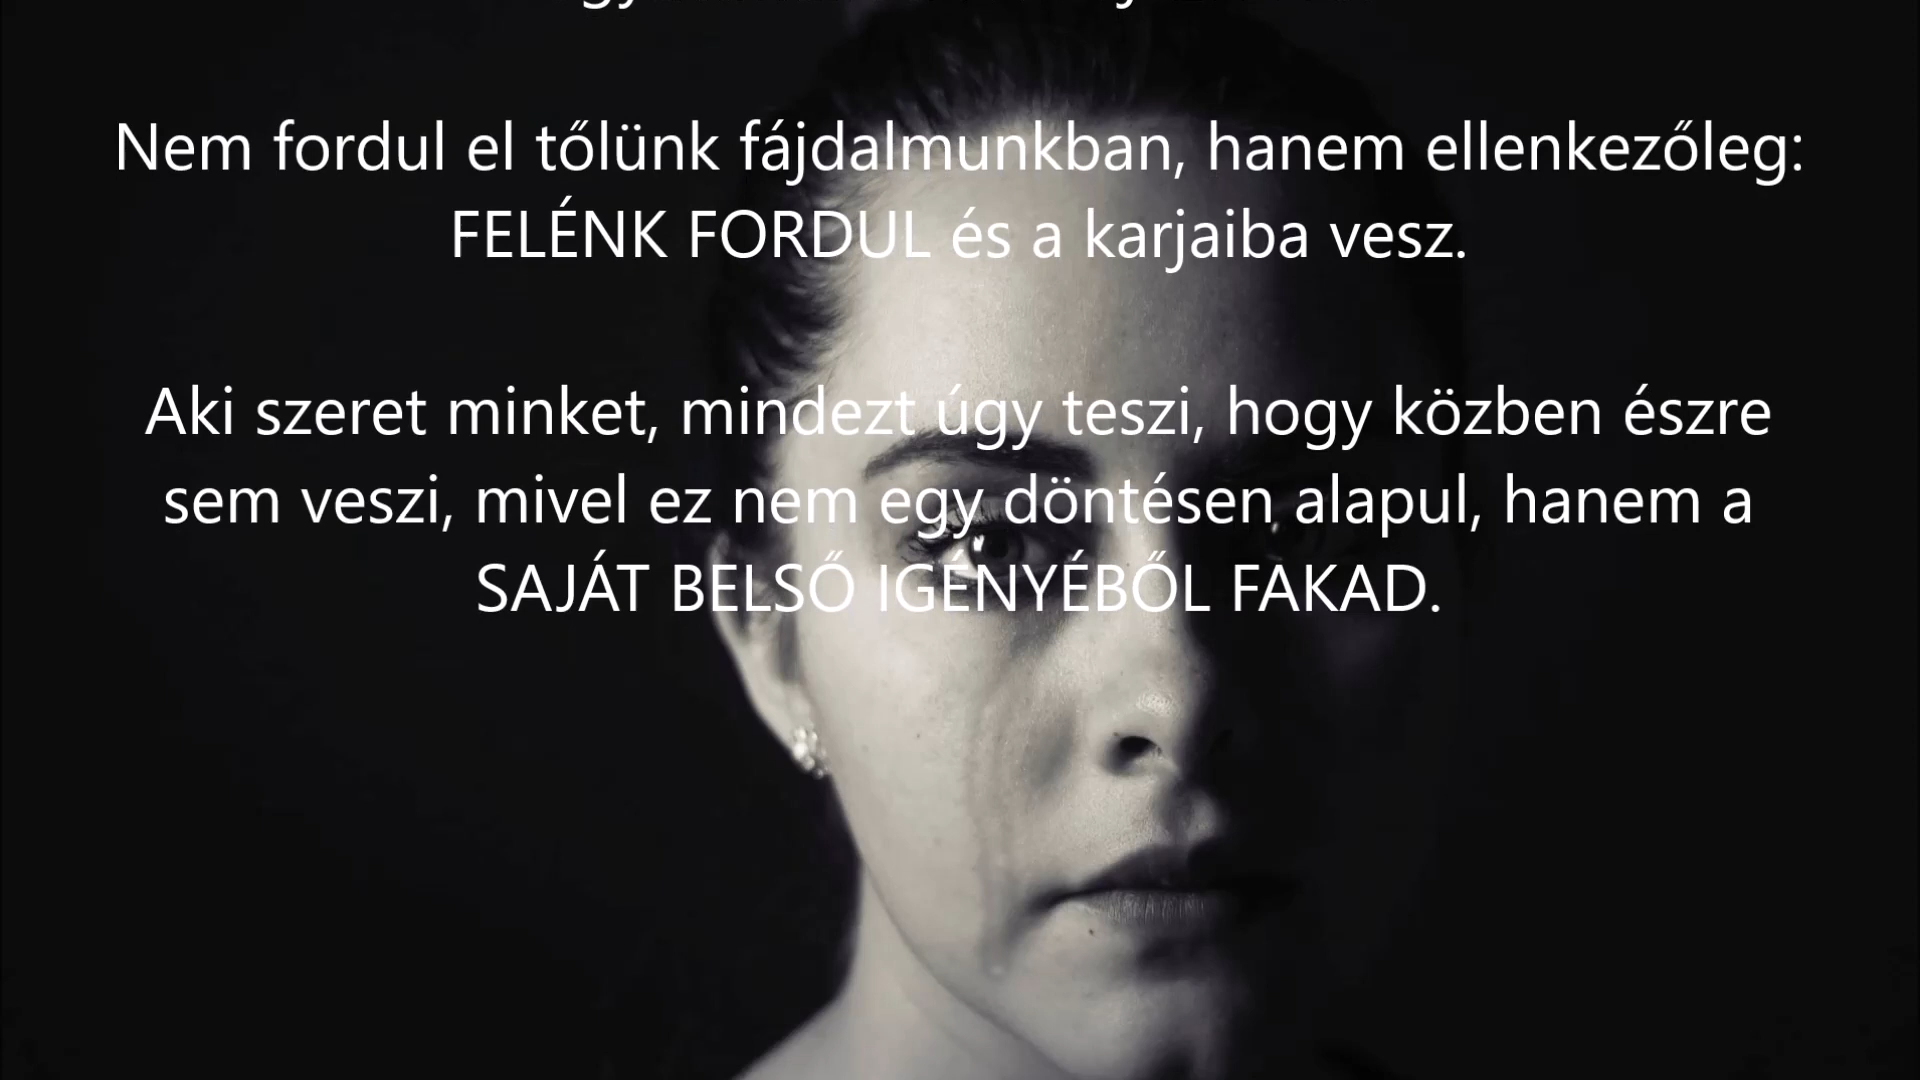 Nem fordul el tőlünk fájdalmunkban, hanem ellenkezőleg:
FELÉNK FORDUL és a karjaiba vesz.
Aki szeret minket, mindezt úgy teszi, hogy közben észre
sem veszi, mivel ez nem egy döntésen alapul, hanem a
SAJÁT BELSŐ IGÉNYÉBŐL FAKAD.